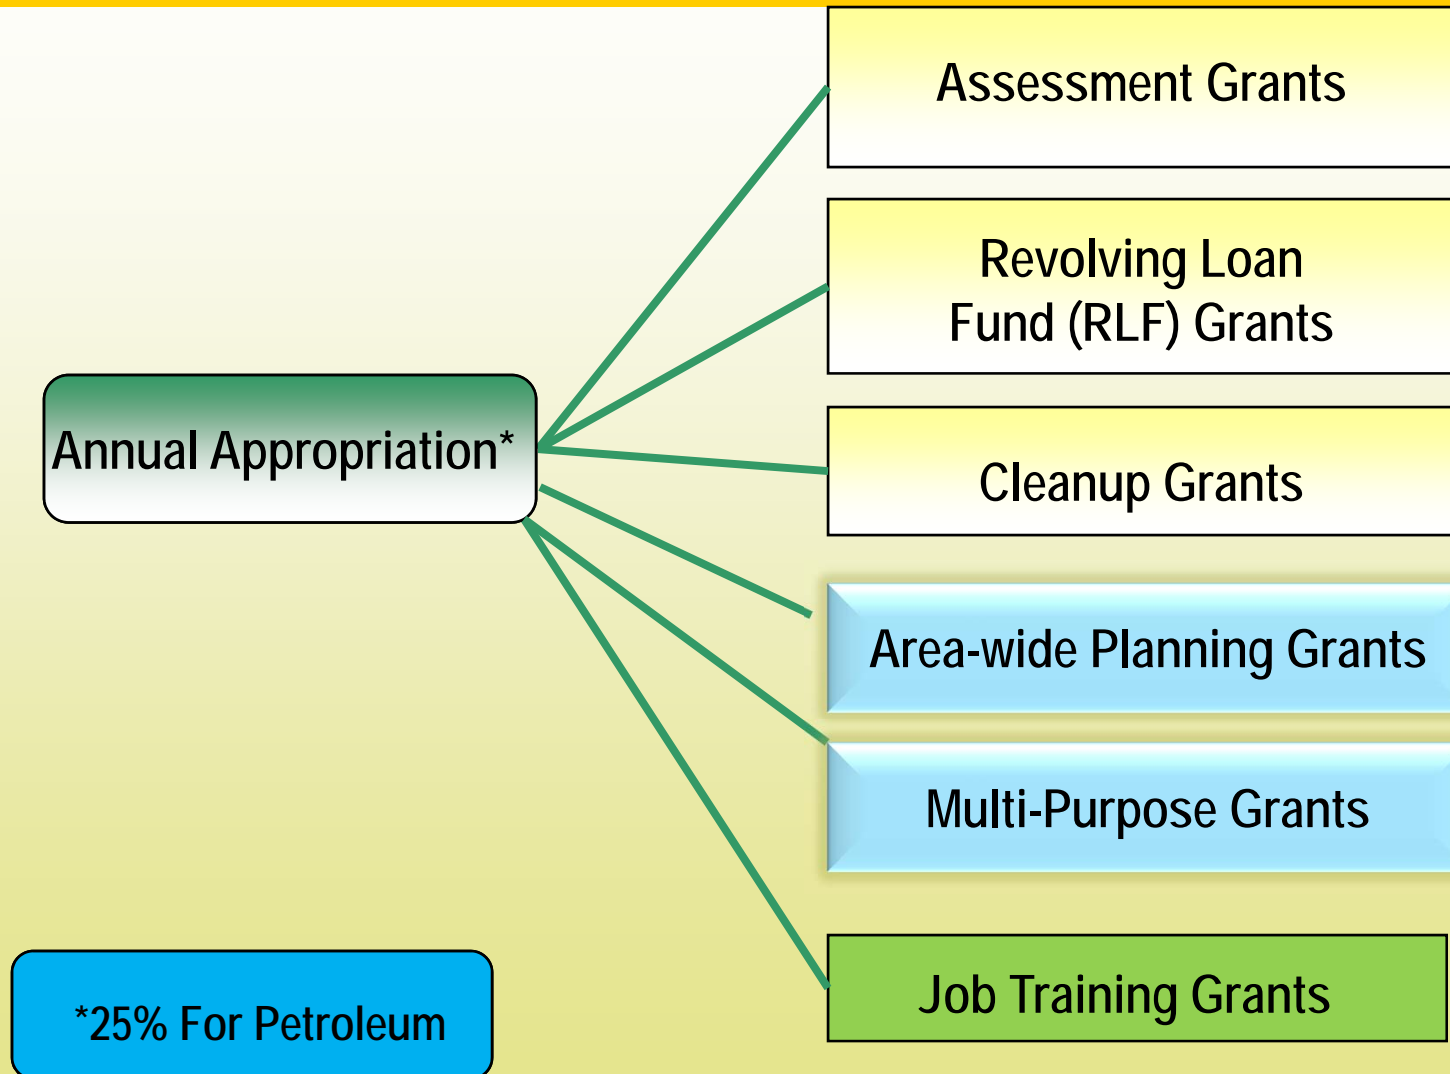 Assessment Grants
Revolving Loan
Fund (RLF) Grants
Annual Appropriation*
Cleanup Grants
Area-wide Planning Grants
Multi-Purpose Grants
Job Training Grants
*25% For Petroleum